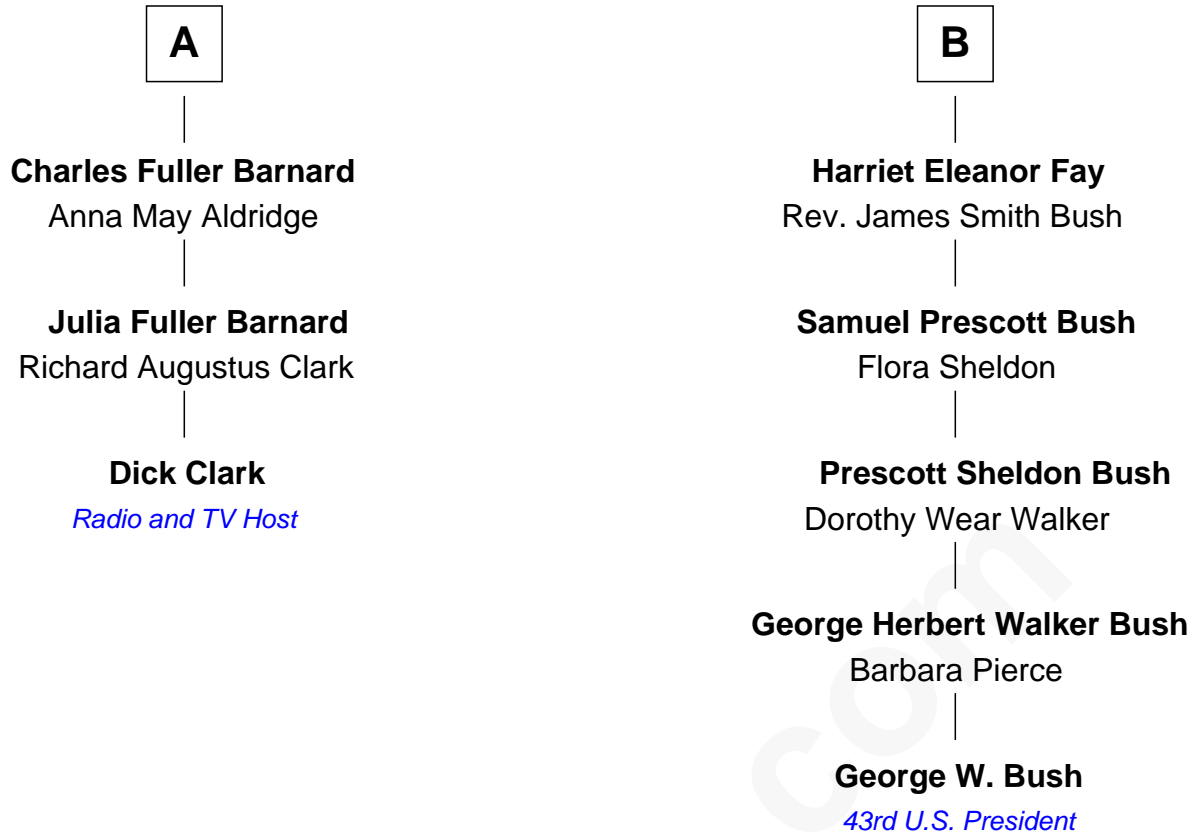 A
Charles Fuller Barnard
Anna May Aldridge
Julia Fuller Barnard
Richard Augustus Clark
Dick Clark
Radio and TV Host
B
Harriet Eleanor Fay
Rev. James Smith Bush
Samuel Prescott Bush
Flora Sheldon
Prescott Sheldon Bush
Dorothy Wear Walker
George Herbert Walker Bush
Barbara Pierce
George W. Bush
43rd U.S. President
com